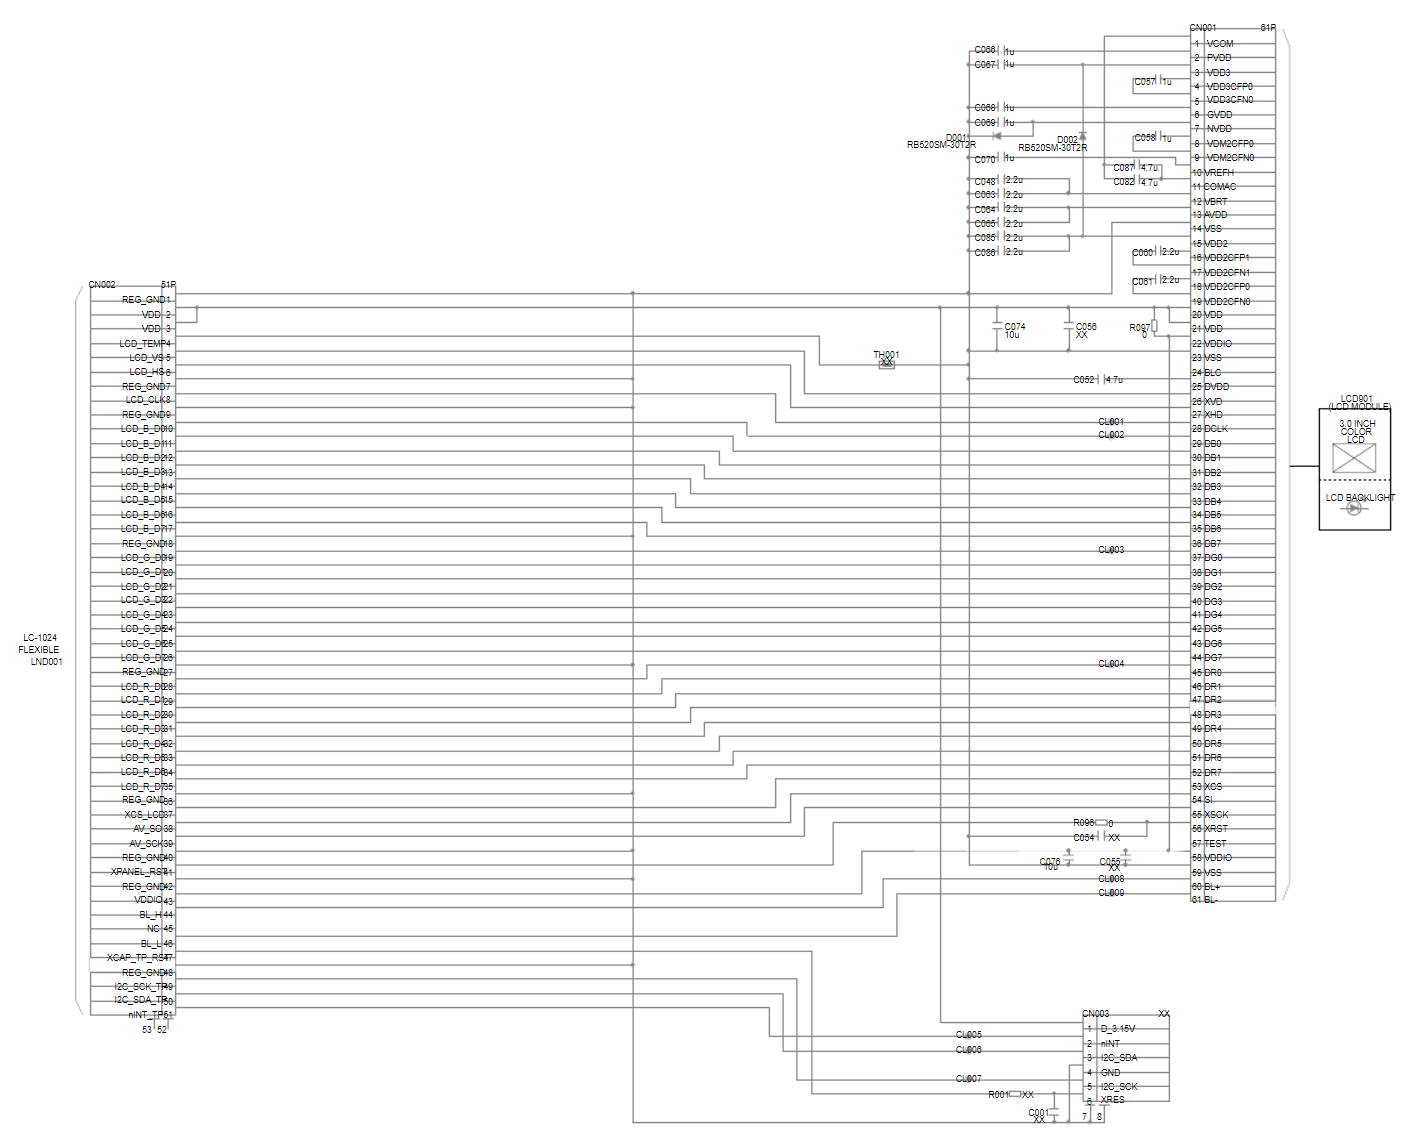 CN001 61P
1 VCOM
2 PVDD
3 VDD3
4 VDD3CFP0
5 VDD3CFN0
6 GVDD
7 NVDD
8 VDM2CFP0
9 VDM2CFN0
10 VREFH
11 COMAC
12 VBRT
13 AVDD
14 VSS
15 VDD2
16 VDD2CFP1
17 VDD2CFN1
18 VDD2CFP0
19 VDD2CFN0
20 VDD
21 VDD
22 VDDIO
23 VSS
24 BLC
25 DVDD
26 XVD
27 XHD
28 DCLK
29 DB0
30 DB1
31 DB2
32 DB3
33 DB4
34 DB5
35 DB6
36 DB7
37 DG0
38 DG1
39 DG2
40 DG3
41 DG4
42 DG5
43 DG6
44 DG7
45 DR0
46 DR1
47 DR2
48 DR3
49 DR4
50 DR5
51 DR6
52 DR7
53 XCS
54 SI
55 XSCK
56 XRST
57 TEST
58 VDDIO
59 VSS
60 BL+
61 BL-
C066 1u
C067 1u
C057 1u
C068 1u
C069 1u
D001
RB520SM-30T2R
D002
RB520SM-30T2R
C058 1u
C070 1u
C087 4.7u
C082 4.7u
C048 2.2u
C063 2.2u
C064 2.2u
C065 2.2u
C085 2.2u
C086 2.2u
C060 2.2u
C061 2.2u
C074
10u
C056
XX
R097
0
TH001
XX
C052 4.7u
CL001
CL002
CL003
CL004
R096 0
C054 XX
C076
10u
C055
XX
CL008
CL009
LCD901
(LCD MODULE)
3.0 INCH
COLOR
LCD
LCD BACKLIGHT
CN002 51P
REG_GND 1
VDD 2
VDD 3
LCD_TEMP 4
LCD_VS 5
LCD_HS 6
REG_GND 7
LCD_CLK 8
REG_GND 9
LCD_B_D0 10
LCD_B_D1 11
LCD_B_D2 12
LCD_B_D3 13
LCD_B_D4 14
LCD_B_D5 15
LCD_B_D6 16
LCD_B_D7 17
REG_GND 18
LCD_G_D0 19
LCD_G_D1 20
LCD_G_D2 21
LCD_G_D3 22
LCD_G_D4 23
LCD_G_D5 24
LCD_G_D6 25
LCD_G_D7 26
REG_GND 27
LCD_R_D0 28
LCD_R_D1 29
LCD_R_D2 30
LCD_R_D3 31
LCD_R_D4 32
LCD_R_D5 33
LCD_R_D6 34
LCD_R_D7 35
REG_GND 36
XCS_LCD 37
AV_SO 38
AV_SCK 39
REG_GND 40
XPANEL_RST 41
REG_GND 42
VDDIO 43
BL_H 44
NC 45
BL_L 46
XCAP_TP_RST 47
REG_GND 48
I2C_SCK_TP 49
I2C_SDA_TP 50
nINT_TP 51
53 52
LC-1024
FLEXIBLE
LND001
CN003 XX
1 D_3.15V
2 nINT
3 I2C_SDA
4 GND
5 I2C_SCK
6 XRES
7 8
CL005
CL006
CL007
R001 XX
C001
XX